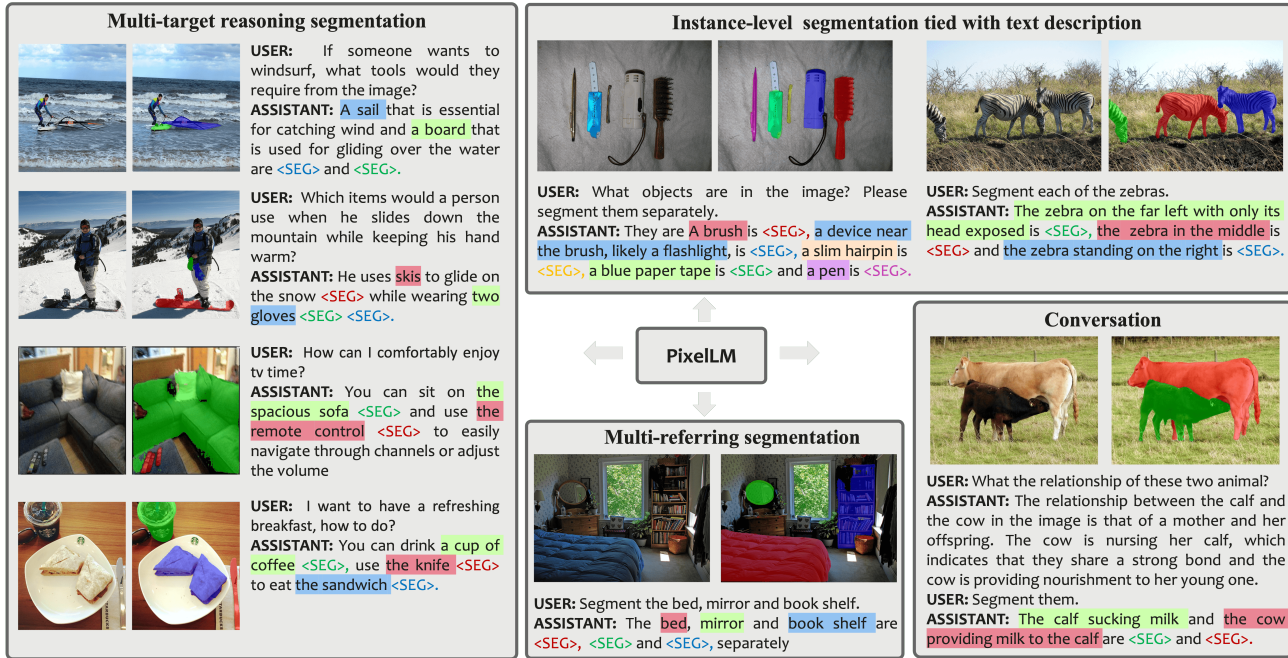 Multi-target reasoning segmentation
USER: If someone wants to
windsurf, what tools would they
require from the image?
ASSISTANT: A sail that is essential
for catching wind and a board that
is used for gliding over the water
are <SEG> and <SEG>.
USER: Which items would a person
use when he slides down the
mountain while keeping his hand
warm?
ASSISTANT: He uses skis to glide on
the snow <SEG> while wearing two
gloves <SEG> <SEG>.
USER: How can I comfortably enjoy
tv time?
ASSISTANT: You can sit on the
spacious sofa <SEG> and use the
remote control <SEG> to easily
navigate through channels or adjust
the volume
USER: I want to have a refreshing
breakfast, how to do?
ASSISTANT: You can drink a cup of
coffee <SEG>, use the knife <SEG>
to eat the sandwich <SEG>.
Instance-level segmentation tied with text description
USER: What objects are in the image? Please
segment them separately.
ASSISTANT: They are A brush is <SEG>, a device near
the brush, likely a flashlight, is <SEG>, a slim hairpin is
<SEG>, a blue paper tape is <SEG> and a pen is <SEG>.
USER: Segment each of the zebras.
ASSISTANT: The zebra on the far left with only its
head exposed is <SEG>, the zebra in the middle is
<SEG> and the zebra standing on the right is <SEG>.
PixelLM
Multi-referring segmentation
USER: Segment the bed, mirror and book shelf.
ASSISTANT: The bed, mirror and book shelf are
<SEG>, <SEG> and <SEG>, separately
Conversation
USER: What the relationship of these two animal?
ASSISTANT: The relationship between the calf and
the cow in the image is that of a mother and her
offspring. The cow is nursing her calf, which
indicates that they share a strong bond and the
cow is providing nourishment to her young one.
USER: Segment them.
ASSISTANT: The calf sucking milk and the cow
providing milk to the calf are <SEG> and <SEG>.